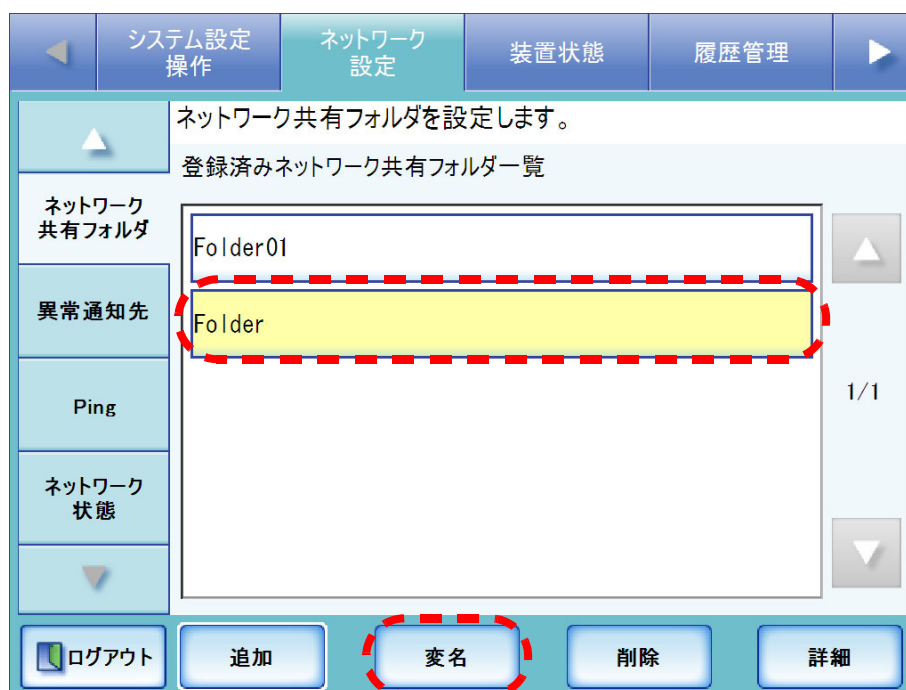 システム設定
操作
ネットワーク
設定
装置状態
履歴管理
ネットワーク共有フォルダを設定します。
登録済みネットワーク共有フォルダ一覧
ネットワーク
共有フォルダ
Folder01
異常通知先
Folder
Ping
1/1
ネットワーク
状態
ログアウト
追加
変名
削除
詳細